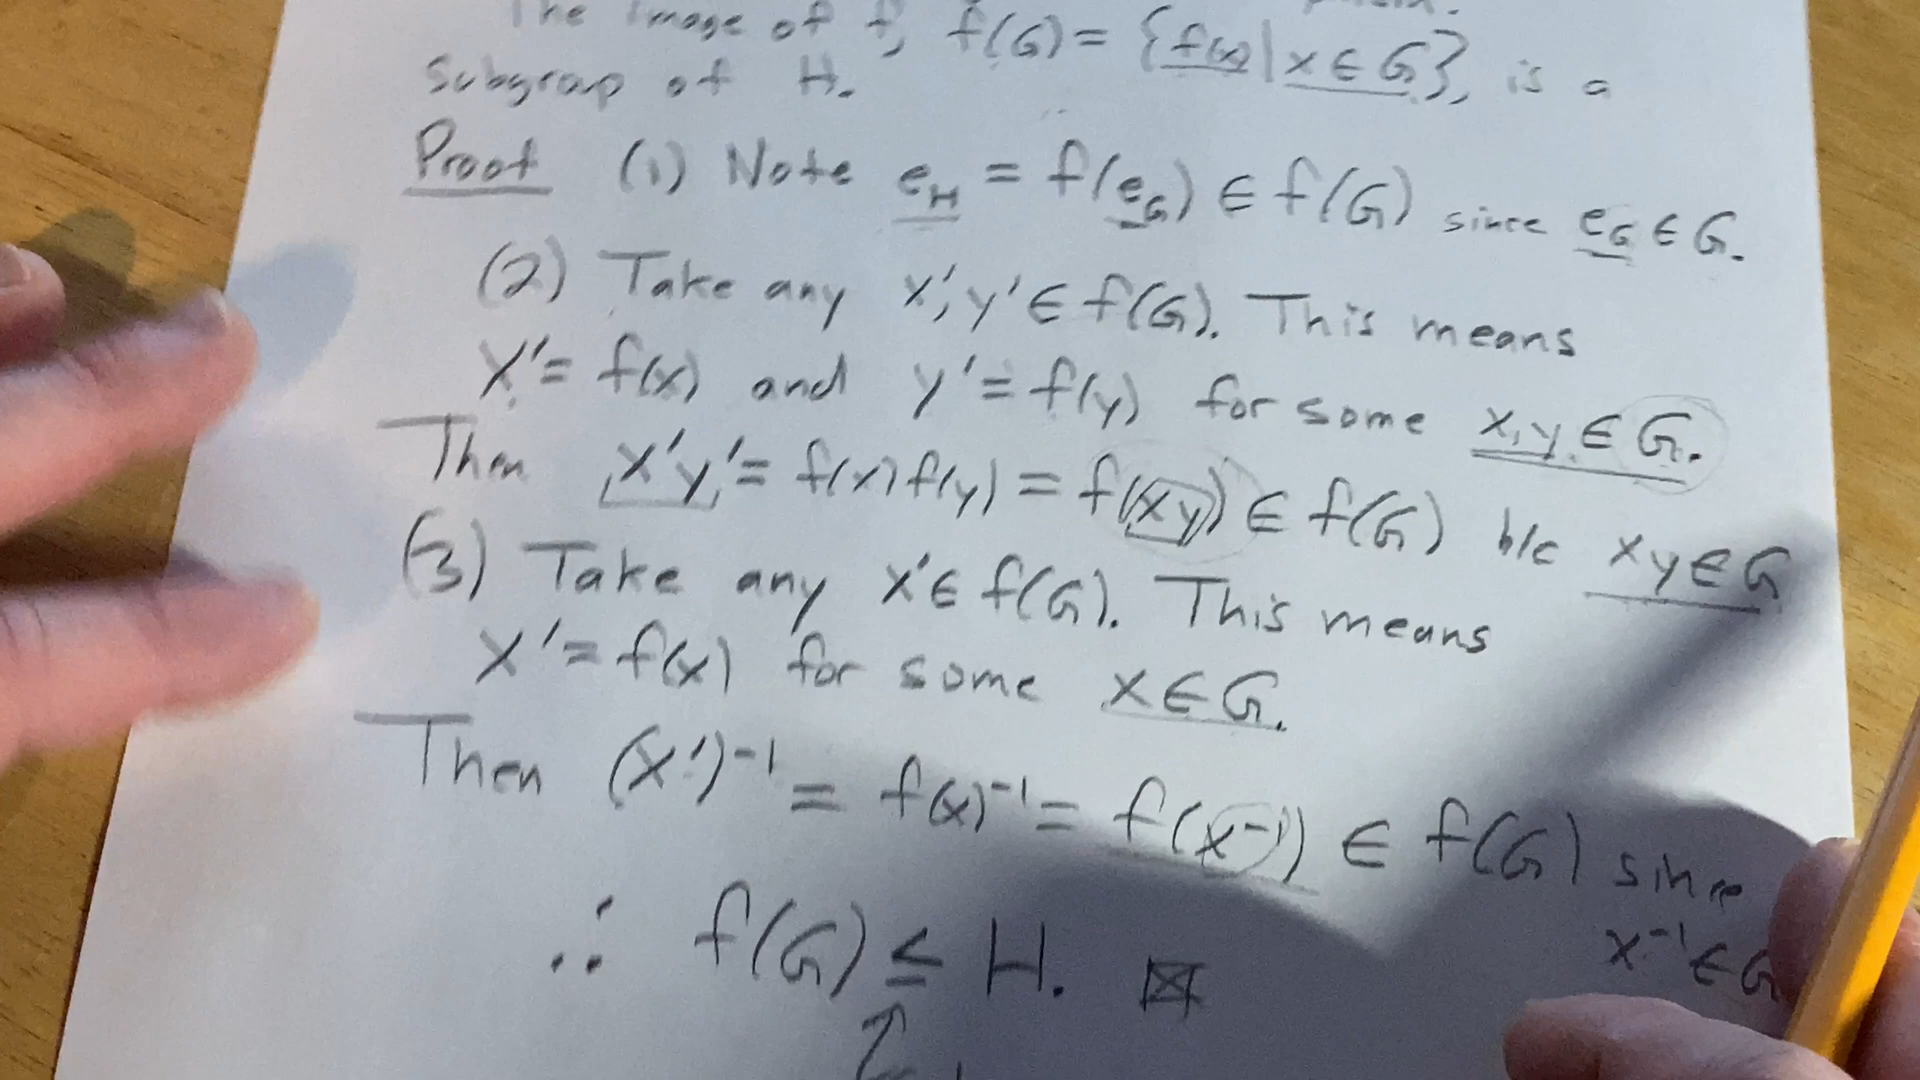 The image of f, f(G) = {f(x) | x ∈ G}, is a
Subgroup of H.
Proof (1) Note e_H = f(e_G) ∈ f(G) since e_G ∈ G.
(2) Take any x', y' ∈ f(G). This means
x' = f(x) and y' = f(y) for some x, y ∈ G.
Then x'y' = f(x) f(y) = f(xy) ∈ f(G) b/c xy ∈ G
(3) Take any x' ∈ f(G). This means
x' = f(x) for some x ∈ G.
Then (x')⁻¹ = f(x)⁻¹ = f(x⁻¹) ∈ f(G) since
x⁻¹ ∈ G
∴ f(G) ≤ H. ⊠